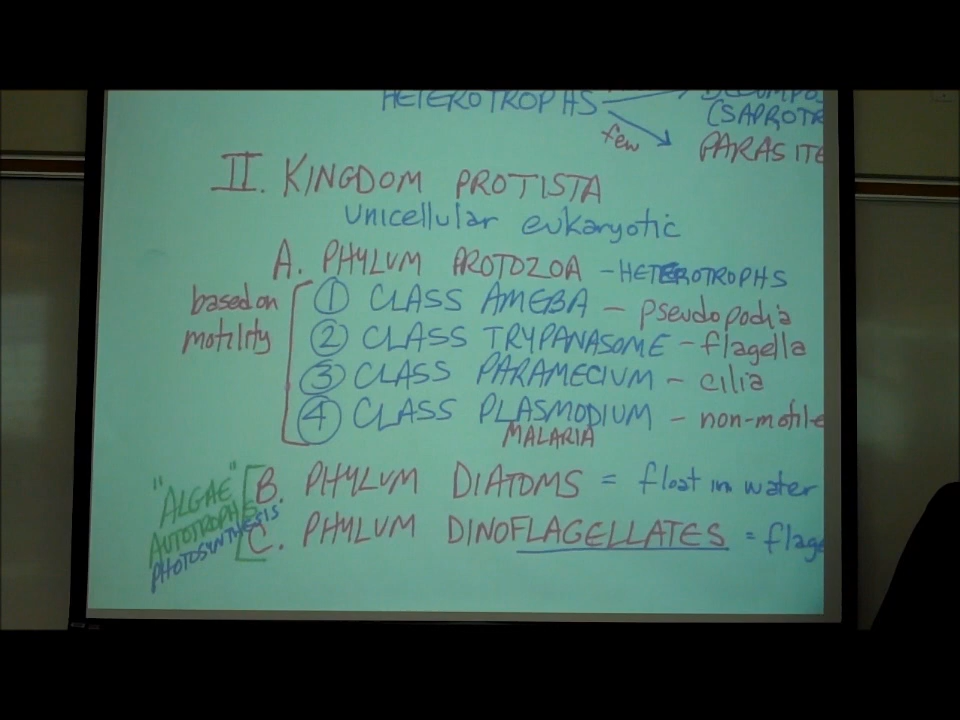 HETEROTROPHS
DECOMPOS
(SAPROTR
few
PARASITE
II. KINGDOM PROTISTA
unicellular eukaryotic
A. PHYLUM PROTOZOA - HETEROTROPHS
based on motility
① CLASS AMEBA - pseudopodia
② CLASS TRYPANASOME - flagella
③ CLASS PARAMECIUM - cilia
④ CLASS PLASMODIUM - non-motile
MALARIA
"ALGAE"
AUTOTROPHS
PHOTOSYNTHESIS
B. PHYLUM DIATOMS = float in water
C. PHYLUM DINOFLAGELLATES = flage